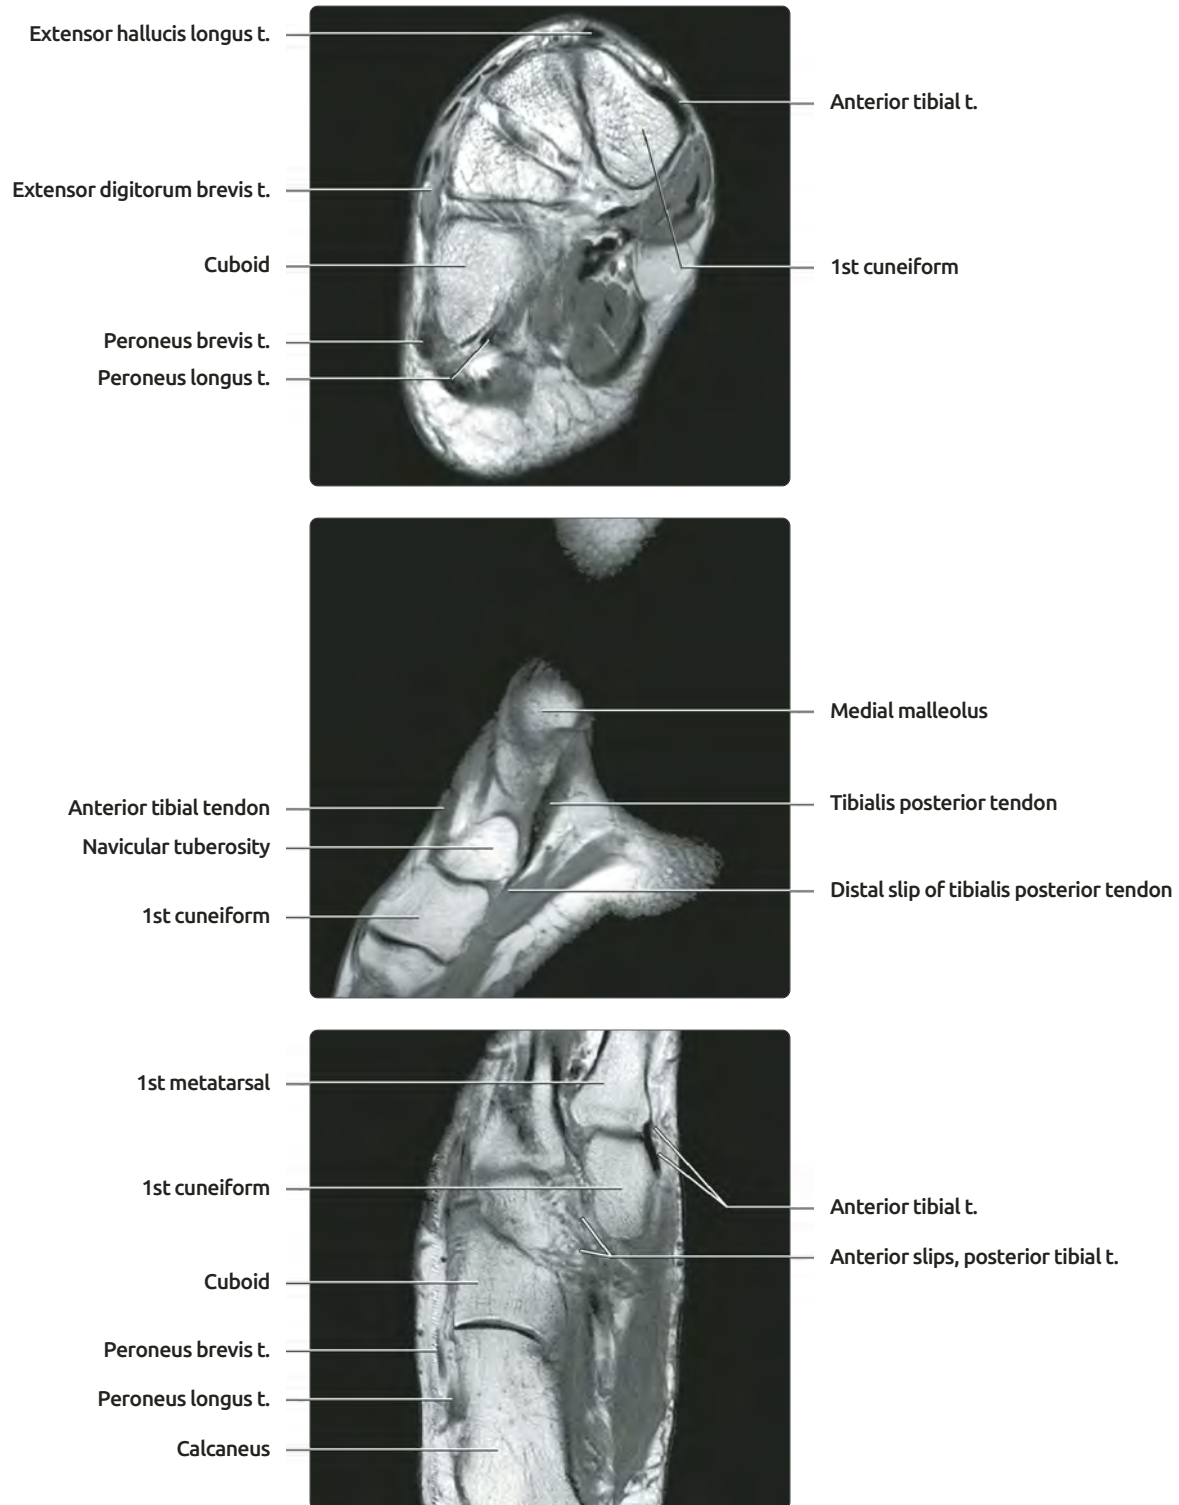 Extensor hallucis longus t.
Anterior tibial t.
Extensor digitorum brevis t.
Cuboid
1st cuneiform
Peroneus brevis t.
Peroneus longus t.
Medial malleolus
Anterior tibial tendon
Tibialis posterior tendon
Navicular tuberosity
Distal slip of tibialis posterior tendon
1st cuneiform
1st metatarsal
1st cuneiform
Anterior tibial t.
Anterior slips, posterior tibial t.
Cuboid
Peroneus brevis t.
Peroneus longus t.
Calcaneus